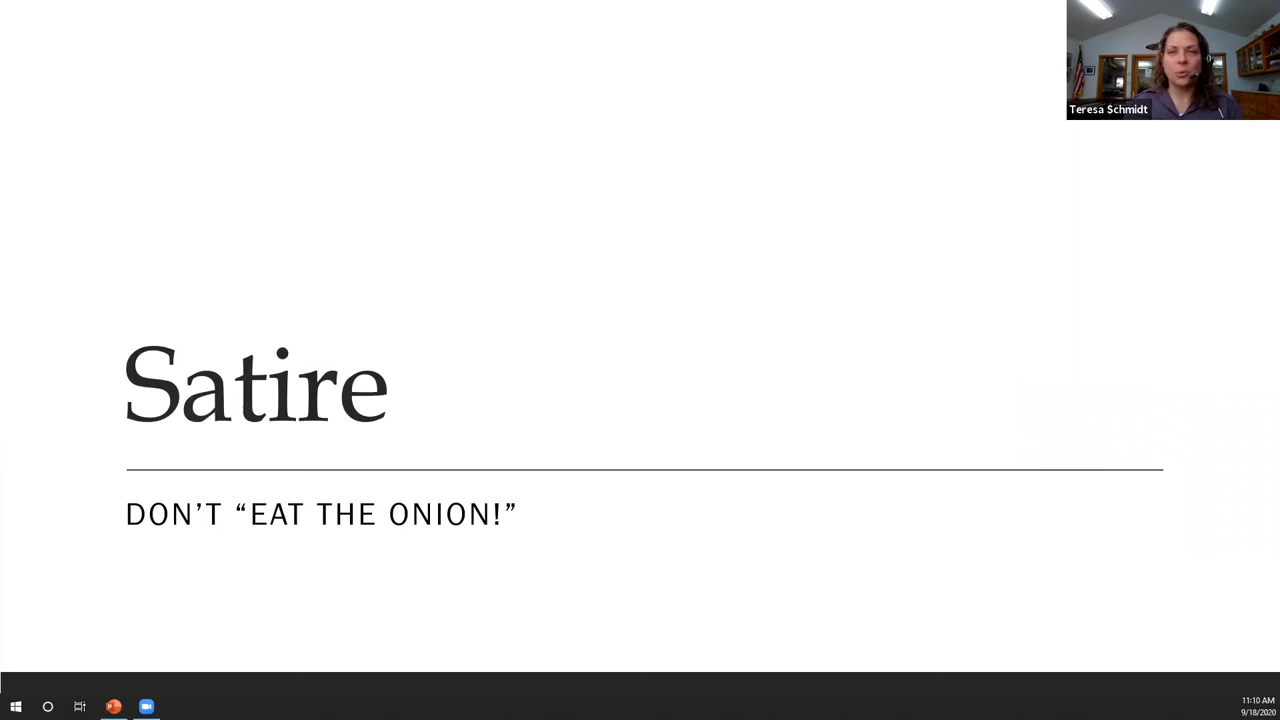 Teresa Schmidt
Satire
DON’T “EAT THE ONION!”
11:10 AM
9/18/2020